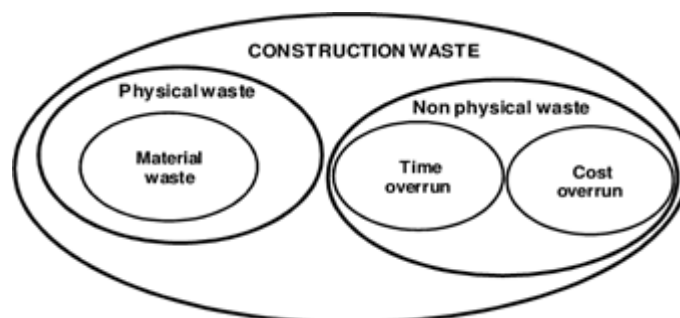 CONSTRUCTION WASTE
Physical waste
Non physical waste
Material
waste
Time
overrun
Cost
overrun